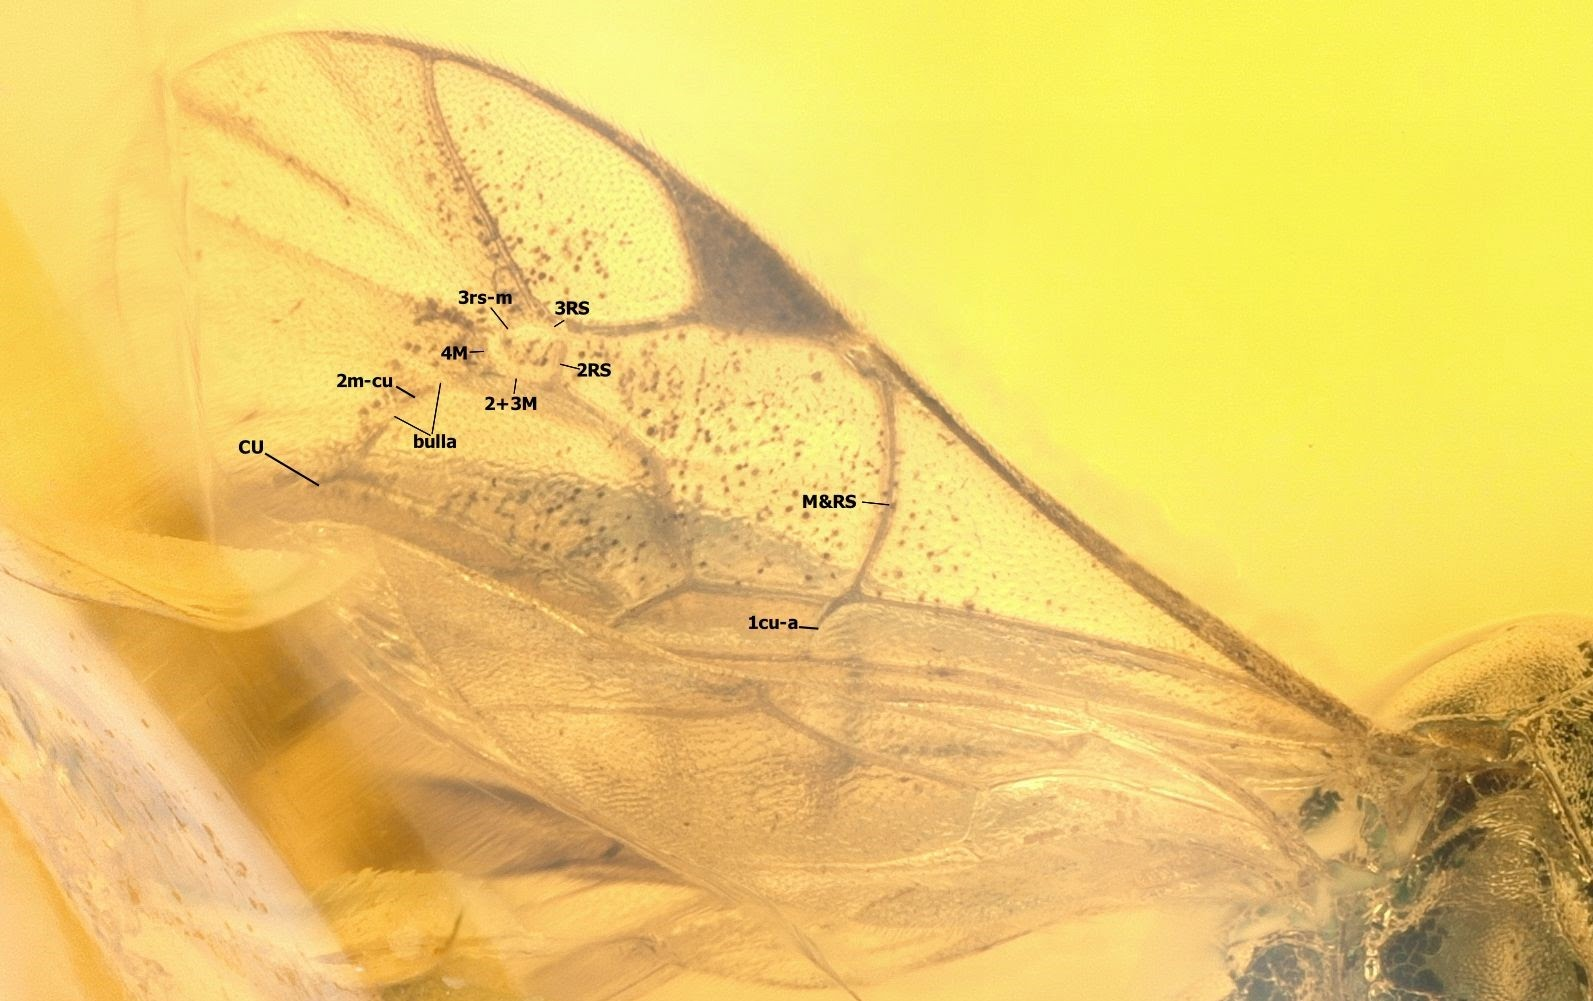 3rs-m
3RS
4M
2RS
2m-cu
2+3M
bulla
CU
M&RS
1cu-a